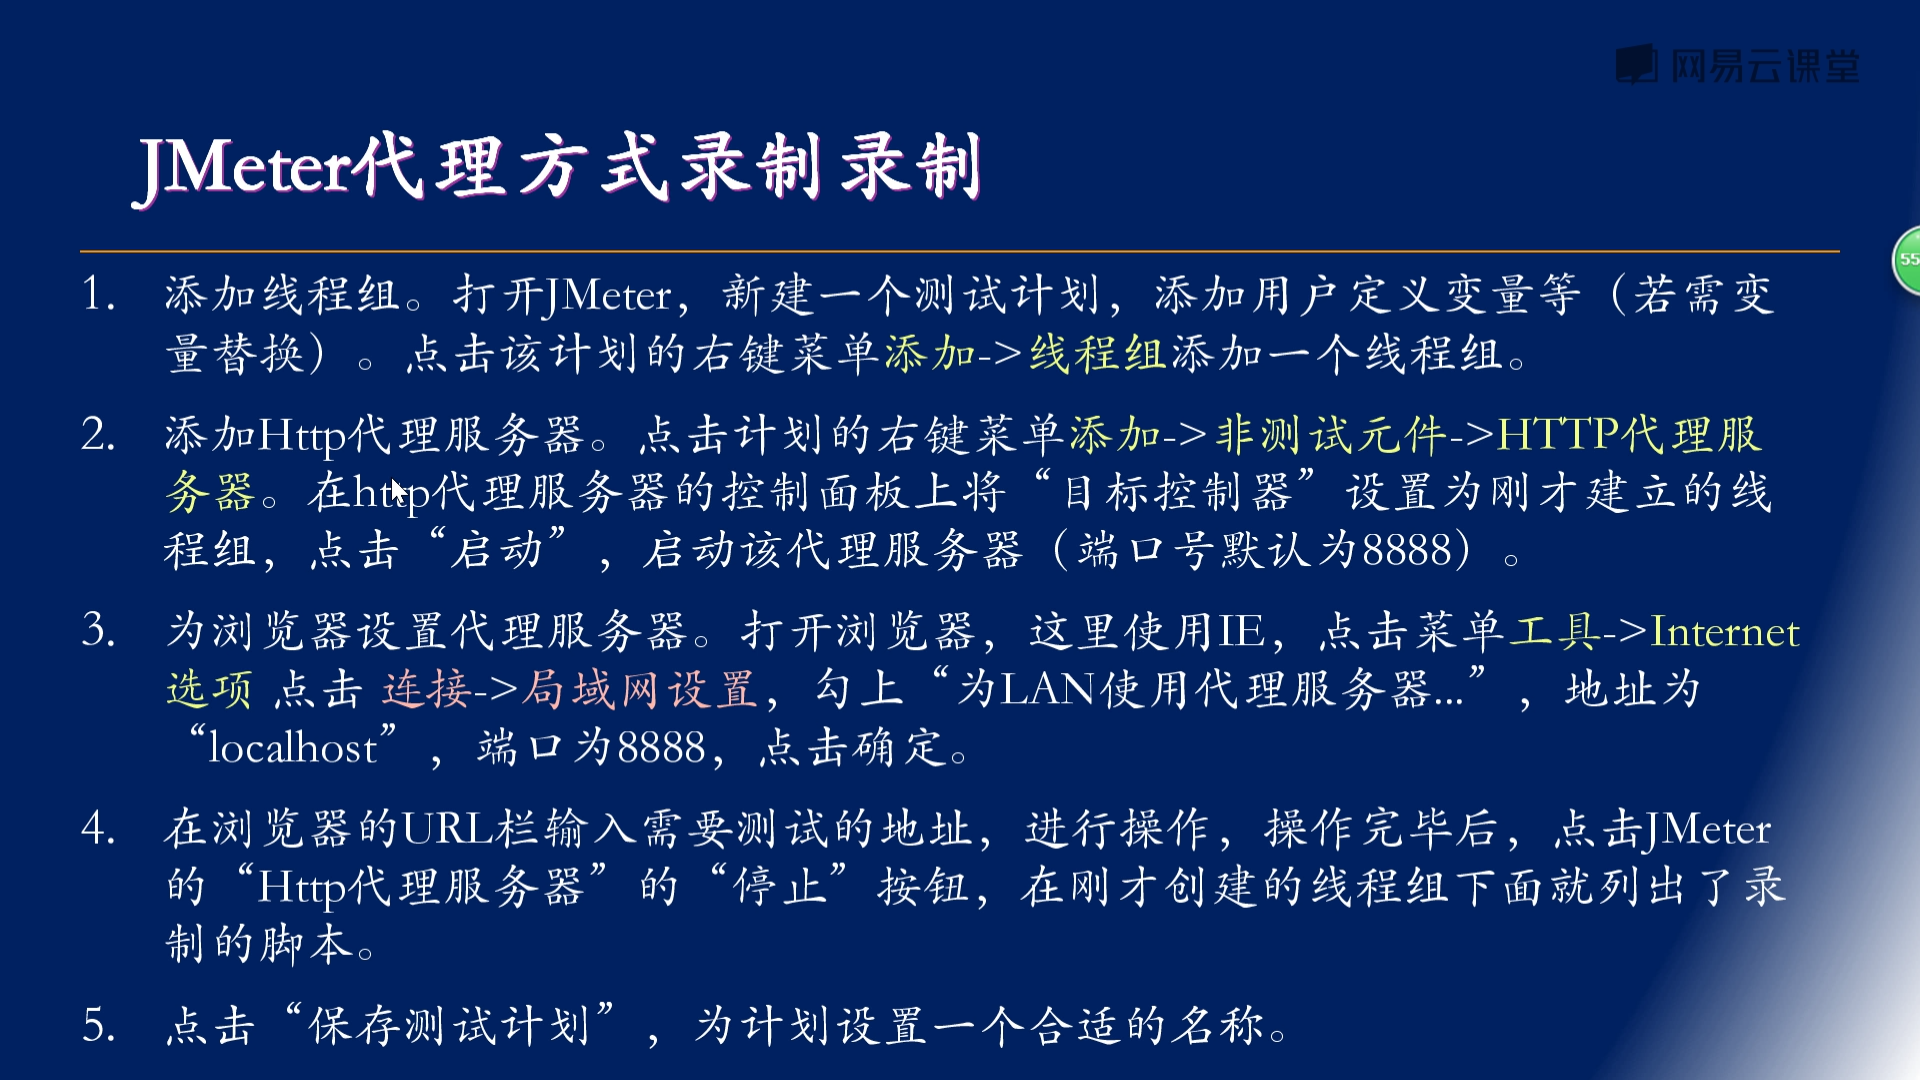 网易云课堂
JMeter代理方式录制录制
55
1. 添加线程组。打开JMeter，新建一个测试计划，添加用户定义变量等（若需变
量替换）。点击该计划的右键菜单添加->线程组添加一个线程组。
2. 添加Http代理服务器。点击计划的右键菜单添加->非测试元件->HTTP代理服
务器。在http代理服务器的控制面板上将“目标控制器”设置为刚才建立的线
程组，点击“启动”，启动该代理服务器（端口号默认为8888）。
3. 为浏览器设置代理服务器。打开浏览器，这里使用IE，点击菜单工具->Internet
选项 点击 连接->局域网设置，勾上“为LAN使用代理服务器...”，地址为
“localhost”，端口为8888，点击确定。
4. 在浏览器的URL栏输入需要测试的地址，进行操作，操作完毕后，点击JMeter
的“Http代理服务器”的“停止”按钮，在刚才创建的线程组下面就列出了录
制的脚本。
5. 点击“保存测试计划”，为计划设置一个合适的名称。